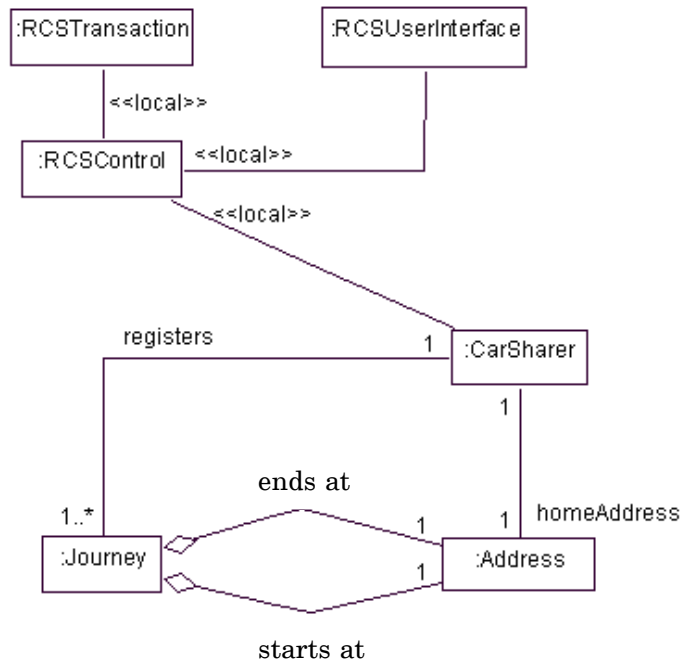 :RCSTransaction
:RCSUserInterface
<<local>>
:RCSControl
<<local>>
<<local>>
registers
1
:CarSharer
1
ends at
1..*
1
1
homeAddress
:Journey
:Address
1
starts at